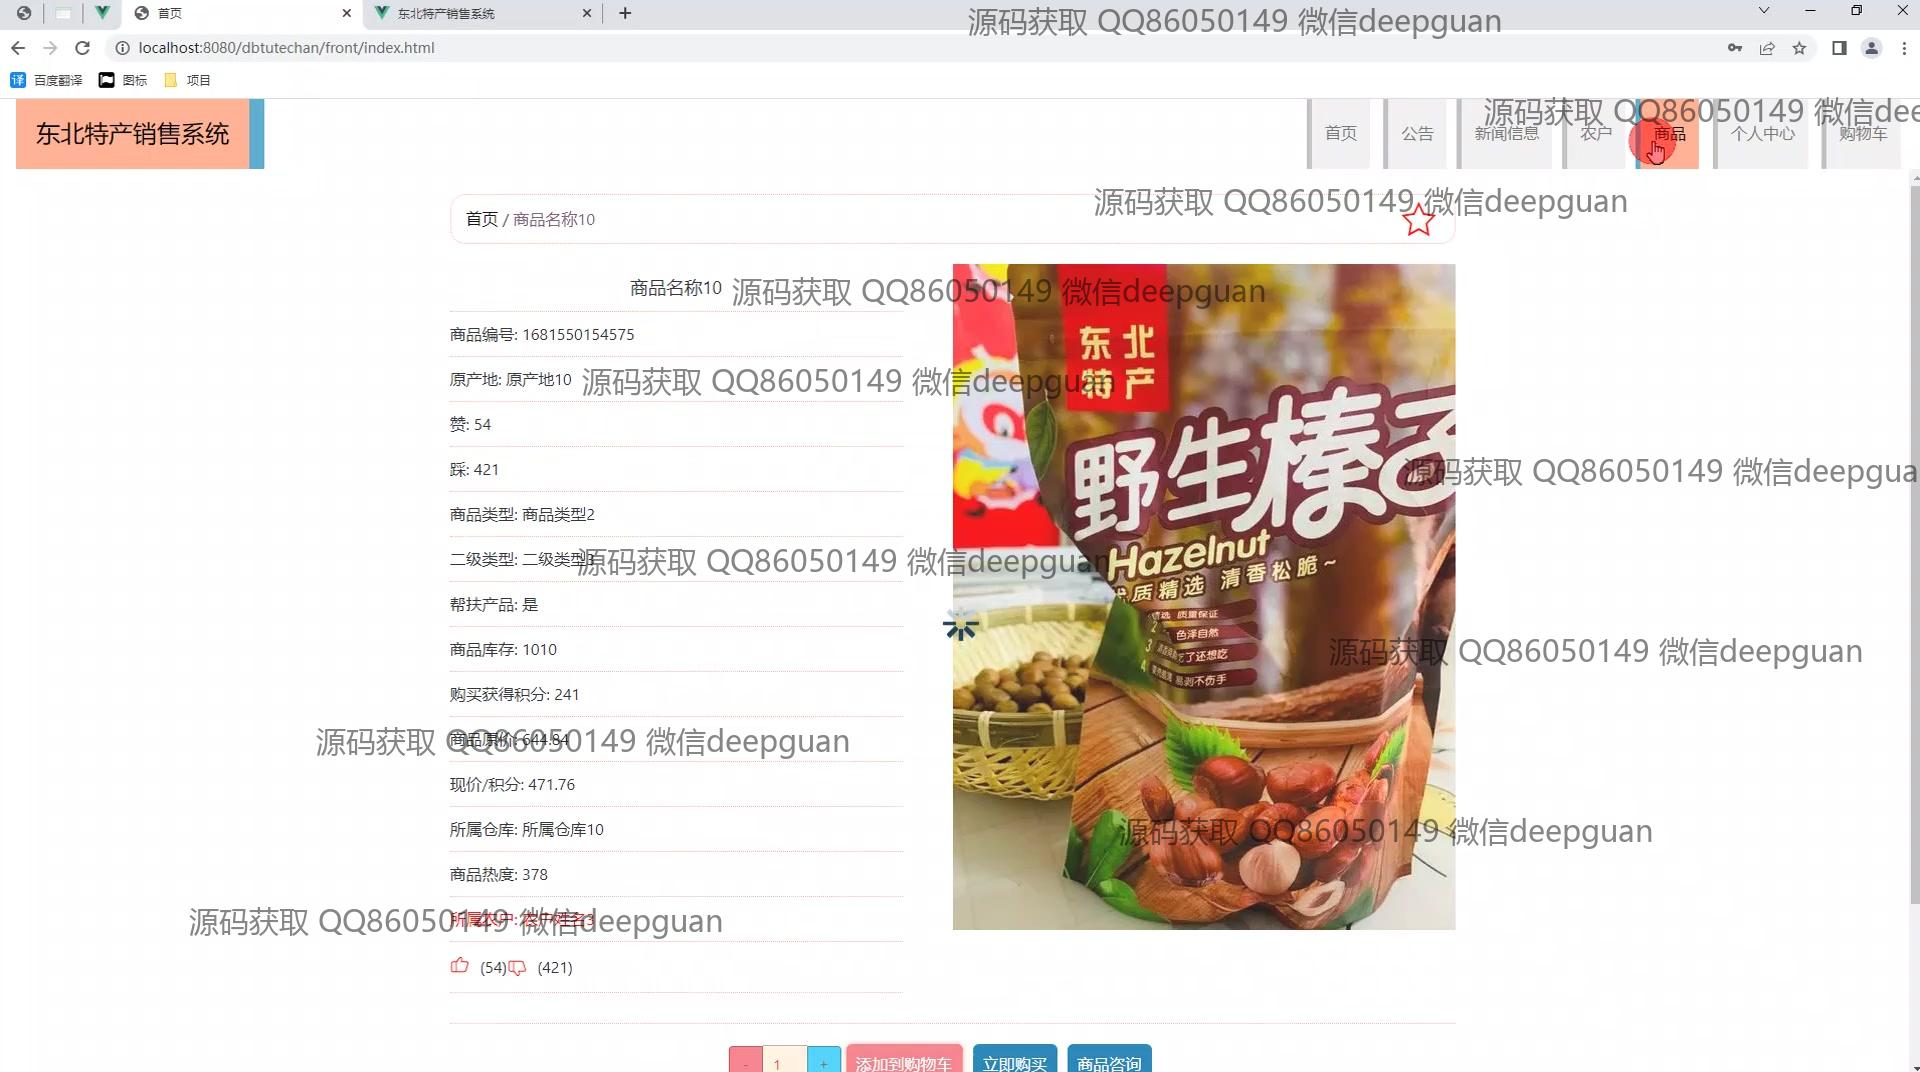 首页
东北特产销售系统
源码获取 QQ86050149 微信deepguan
localhost:8080/dbtutechan/front/index.html
百度翻译 图标 项目
东北特产销售系统
首页 公告 新闻信息 农户 商品 个人中心 购物车
源码获取 QQ86050149 微信dee
首页 / 商品名称10
源码获取 QQ86050149 微信deepguan
商品名称10
源码获取 QQ86050149 微信deepguan
商品编号: 1681550154575
原产地: 原产地10
源码获取 QQ86050149 微信deepguan
赞: 54
踩: 421
源码获取 QQ86050149 微信deepgua
商品类型: 商品类型2
二级类型: 二级类型3
源码获取 QQ86050149 微信deepguan
帮扶产品: 是
商品库存: 1010
源码获取 QQ86050149 微信deepguan
购买获得积分: 241
商品原价: 644.84
源码获取 QQ86050149 微信deepguan
现价/积分: 471.76
所属仓库: 所属仓库10
源码获取 QQ86050149 微信deepguan
商品热度: 378
所属农户: 农户姓名3
源码获取 QQ86050149 微信deepguan
(54) (421)
东北
特产
野生榛子
Hazelnut
优质精选 清香松脆~
精选 质量保证
2 色泽自然
3 吃了还想吃
4 易剥不伤手
- 1 + 添加到购物车 立即购买 商品咨询